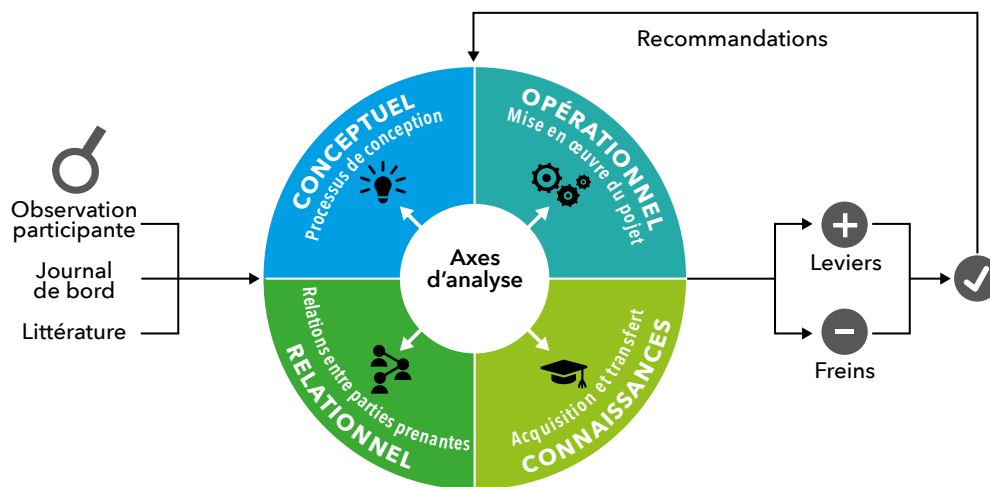 Recommandations
CONCEPTUEL
Processus de conception
OPÉRATIONNEL
Mise en œuvre du pojet
Observation
participante
Journal
de bord
Littérature
Axes
d'analyse
Leviers
Freins
Relations entre parties prenantes
RELATIONNEL
Acquisition et transfert
CONNAISSANCES